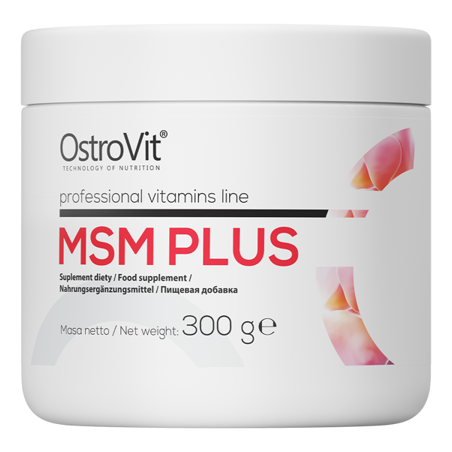 OstroVit®
TECHNOLOGY OF NUTRITION
professional vitamins line
MSM PLUS
Suplement diety / Food supplement /
Nahrungsergänzungsmittel / Пищевая добавка
Masa netto / Net weight: 300 g℮